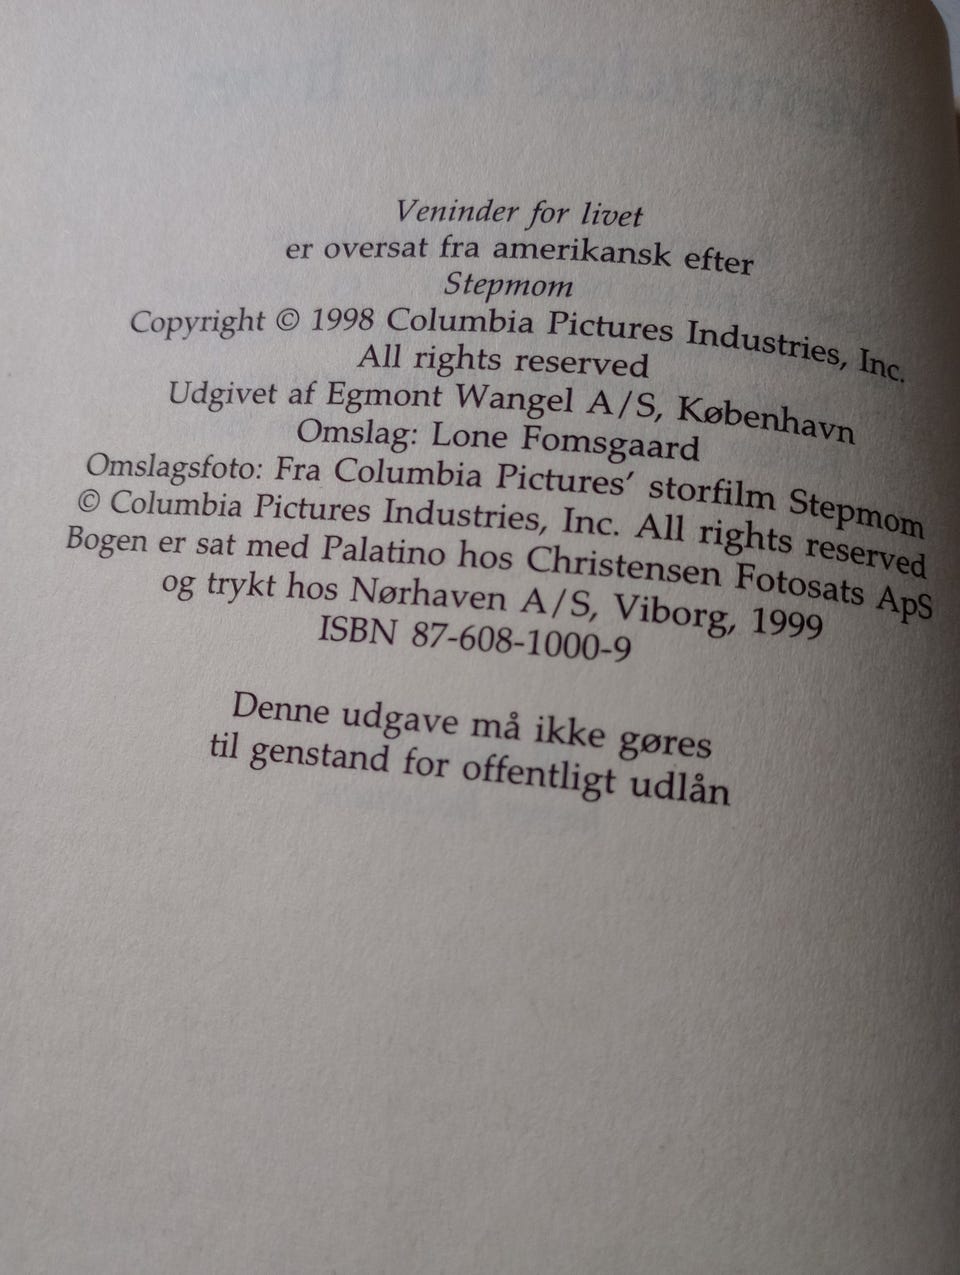 Veninder for livet
er oversat fra amerikansk efter
Stepmom
Copyright © 1998 Columbia Pictures Industries, Inc.
All rights reserved
Udgivet af Egmont Wangel A/S, København
Omslag: Lone Fomsgaard
Omslagsfoto: Fra Columbia Pictures' storfilm Stepmom
© Columbia Pictures Industries, Inc. All rights reserved
Bogen er sat med Palatino hos Christensen Fotosats ApS
og trykt hos Nørhaven A/S, Viborg, 1999
ISBN 87-608-1000-9
Denne udgave må ikke gøres
til genstand for offentligt udlån